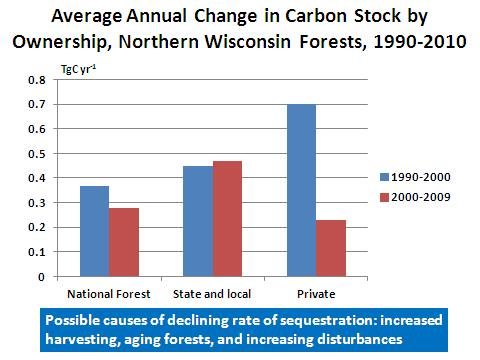 Average Annual Change in Carbon Stock by
Ownership, Northern Wisconsin Forests, 1990-2010
TgC yr-1
0.8
0.7
0.6
0.5
0.4
0.3
0.2
0.1
0
National Forest
State and local
Private
1990-2000
2000-2009
Possible causes of declining rate of sequestration: increased
harvesting, aging forests, and increasing disturbances